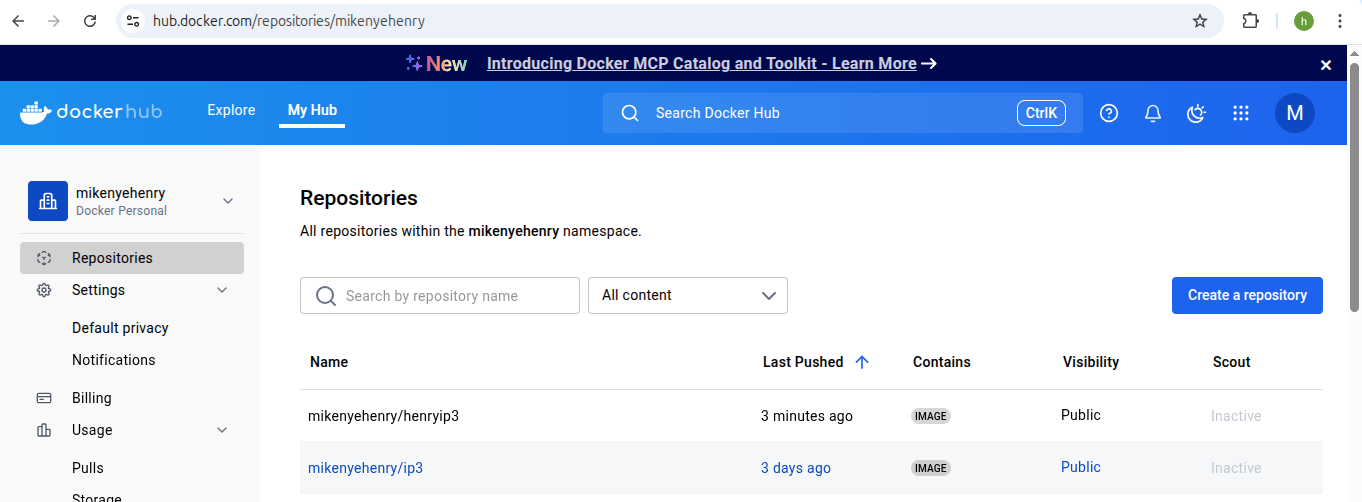 hub.docker.com/repositories/mikenyehenry
h
New Introducing Docker MCP Catalog and Toolkit - Learn More →
dockerhub Explore My Hub Search Docker Hub CtrlK M
mikenyehenry
Docker Personal
Repositories
Settings
Default privacy
Notifications
Billing
Usage
Pulls
Storage
Repositories
All repositories within the mikenyehenry namespace.
Search by repository name All content Create a repository
Name Last Pushed Contains Visibility Scout
mikenyehenry/henryip3 3 minutes ago IMAGE Public Inactive
mikenyehenry/ip3 3 days ago IMAGE Public Inactive